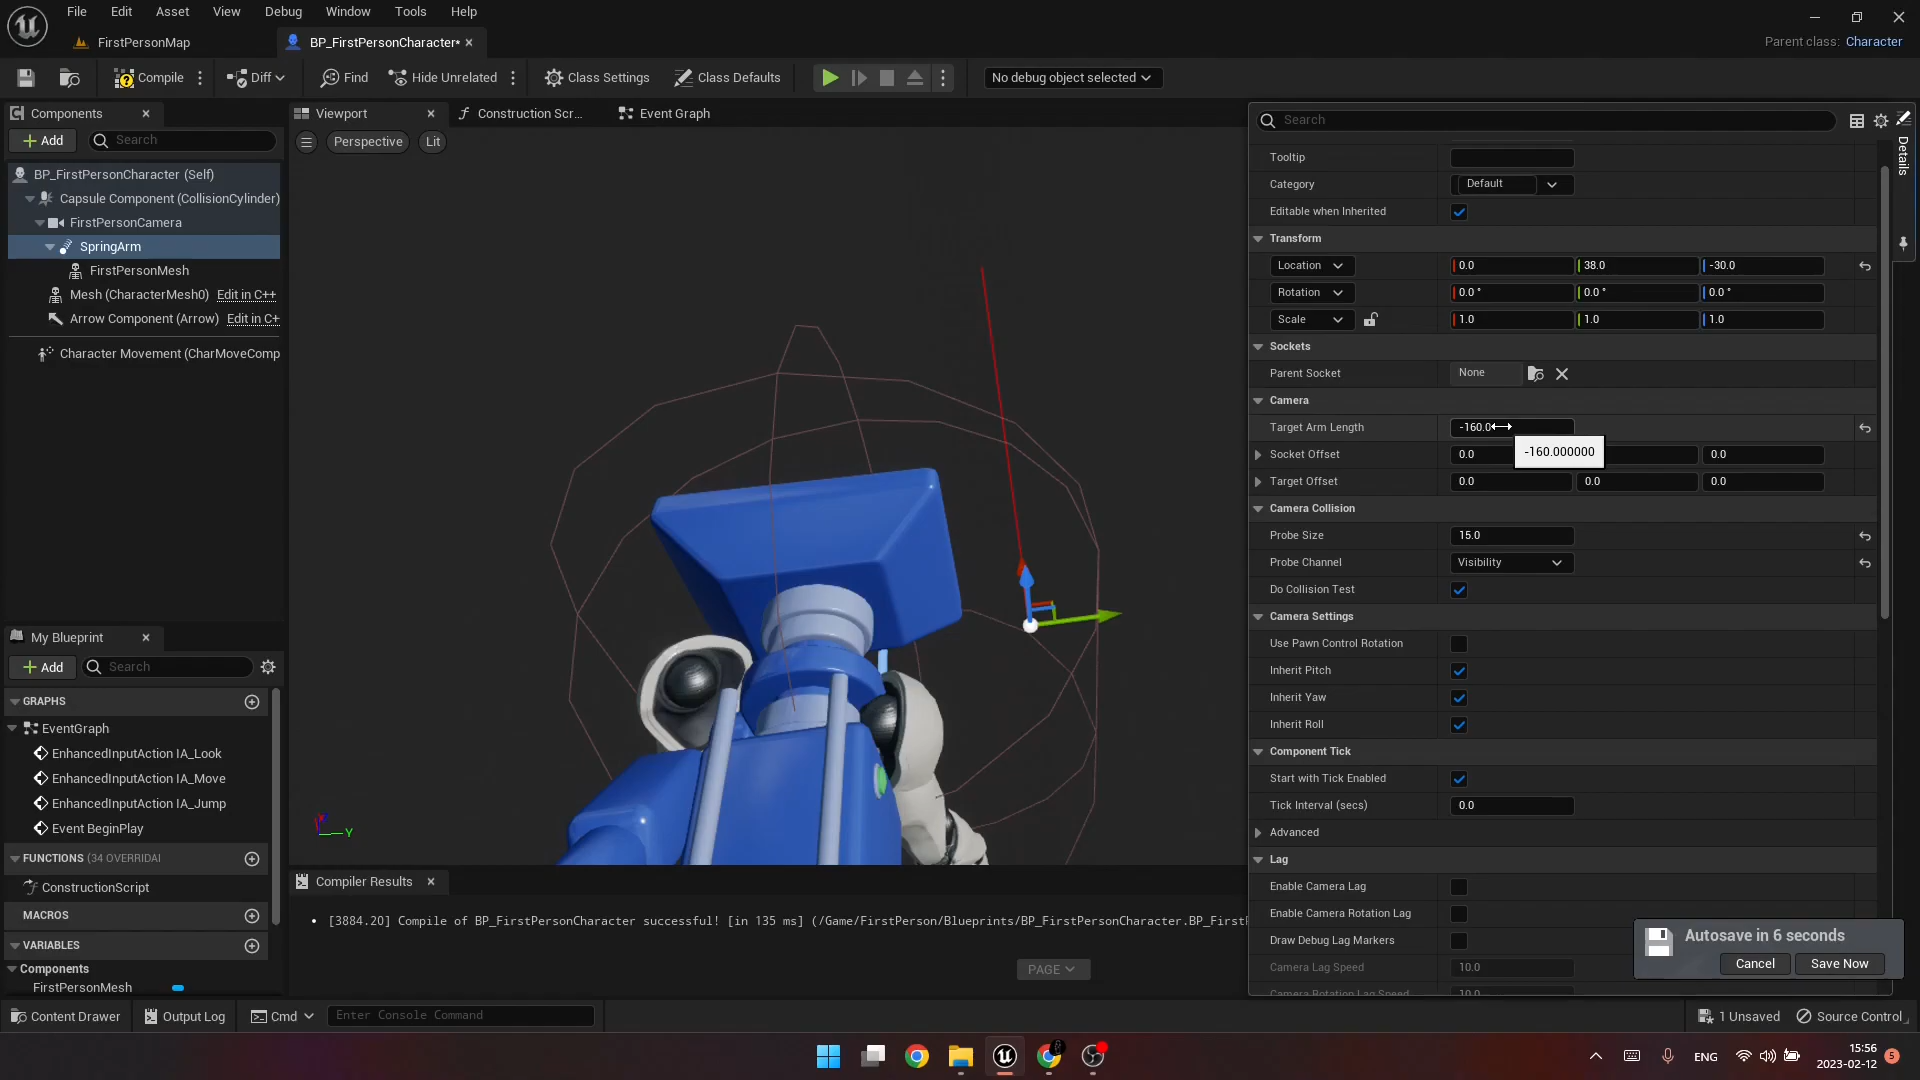 File Edit Asset View Debug Window Tools Help
FirstPersonMap
BP_FirstPersonCharacter*
Parent class: Character
Compile
Diff
Find
Hide Unrelated
Class Settings
Class Defaults
No debug object selected
Components
Add
Search
BP_FirstPersonCharacter (Self)
Capsule Component (CollisionCylinder)
FirstPersonCamera
SpringArm
FirstPersonMesh
Mesh (CharacterMesh0) Edit in C++
Arrow Component (Arrow) Edit in C+
Character Movement (CharMoveComp
My Blueprint
Add
Search
GRAPHS
EventGraph
EnhancedInputAction IA_Look
EnhancedInputAction IA_Move
EnhancedInputAction IA_Jump
Event BeginPlay
FUNCTIONS (34 OVERRIDAI
ConstructionScript
MACROS
VARIABLES
Components
FirstPersonMesh
Viewport
Construction Scr...
Event Graph
Perspective
Lit
Y
Compiler Results
[3884.20] Compile of BP_FirstPersonCharacter successful! [in 135 ms] (/Game/FirstPerson/Blueprints/BP_FirstPersonCharacter.BP_FirstP
PAGE
Search
Details
Tooltip
Category Default
Editable when Inherited
Transform
Location 0.0 38.0 -30.0
Rotation 0.0 ° 0.0 ° 0.0 °
Scale 1.0 1.0 1.0
Sockets
Parent Socket None
Camera
Target Arm Length -160.0
-160.000000
Socket Offset 0.0 0.0
Target Offset 0.0 0.0 0.0
Camera Collision
Probe Size 15.0
Probe Channel Visibility
Do Collision Test
Camera Settings
Use Pawn Control Rotation
Inherit Pitch
Inherit Yaw
Inherit Roll
Component Tick
Start with Tick Enabled
Tick Interval (secs) 0.0
Advanced
Lag
Enable Camera Lag
Enable Camera Rotation Lag
Draw Debug Lag Markers
Camera Lag Speed 10.0
Camera Rotation Lag Speed 10.0
Autosave in 6 seconds
Cancel
Save Now
Content Drawer
Output Log
Cmd
Enter Console Command
1 Unsaved
Source Control
ENG
15:56
2023-02-12
5